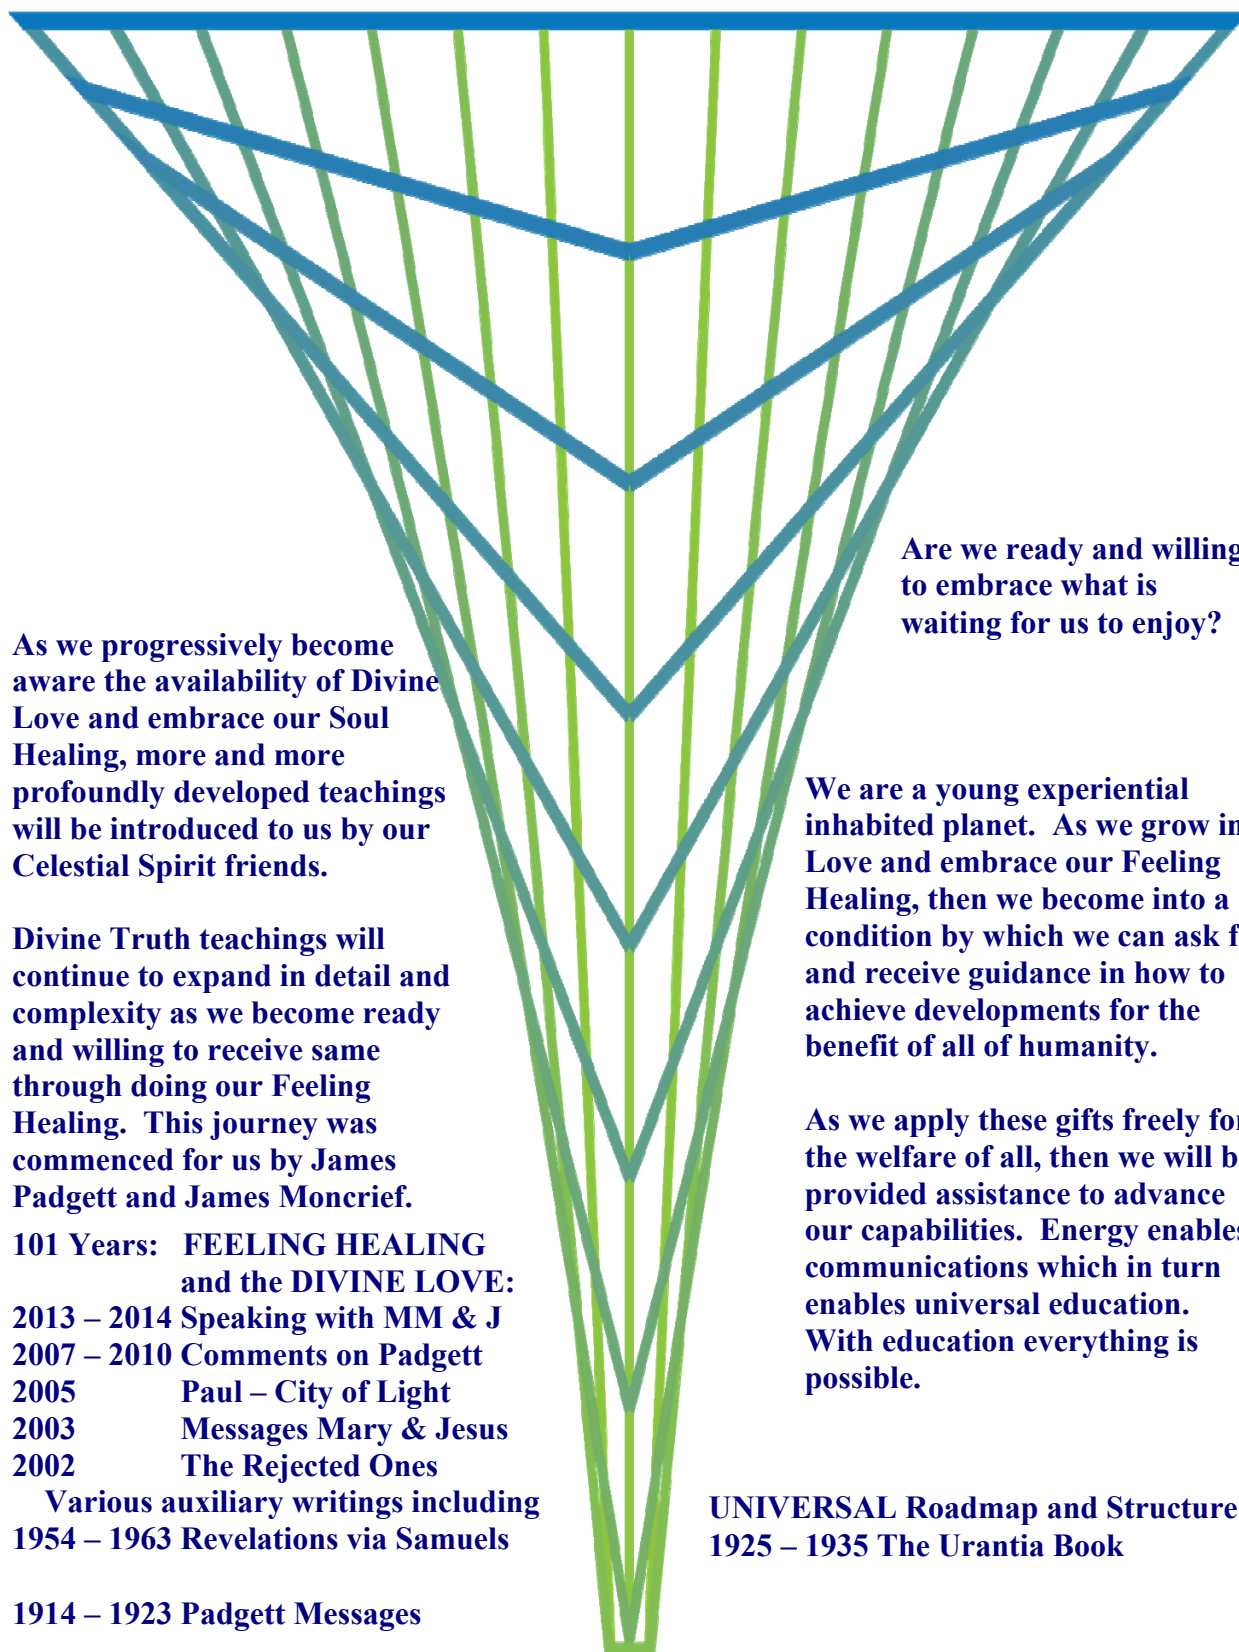 Are we ready and willing
to embrace what is
waiting for us to enjoy?
As we progressively become
aware the availability of Divine
Love and embrace our Soul
Healing, more and more
profoundly developed teachings
will be introduced to us by our
Celestial Spirit friends.
Divine Truth teachings will
continue to expand in detail and
complexity as we become ready
and willing to receive same
through doing our Feeling
Healing.  This journey was
commenced for us by James
Padgett and James Moncrief.
101 Years:   FEELING HEALING
and the DIVINE LOVE:
2013 – 2014 Speaking with MM & J
2007 – 2010 Comments on Padgett
2005 Paul – City of Light
2003 Messages Mary & Jesus
2002 The Rejected Ones
Various auxiliary writings including
1954 – 1963 Revelations via Samuels
1914 – 1923 Padgett Messages
We are a young experiential
inhabited planet.  As we grow in
Love and embrace our Feeling
Healing, then we become into a
condition by which we can ask f
and receive guidance in how to
achieve developments for the
benefit of all of humanity.
As we apply these gifts freely for
the welfare of all, then we will b
provided assistance to advance
our capabilities.  Energy enables
communications which in turn
enables universal education.
With education everything is
possible.
UNIVERSAL Roadmap and Structure
1925 – 1935 The Urantia Book